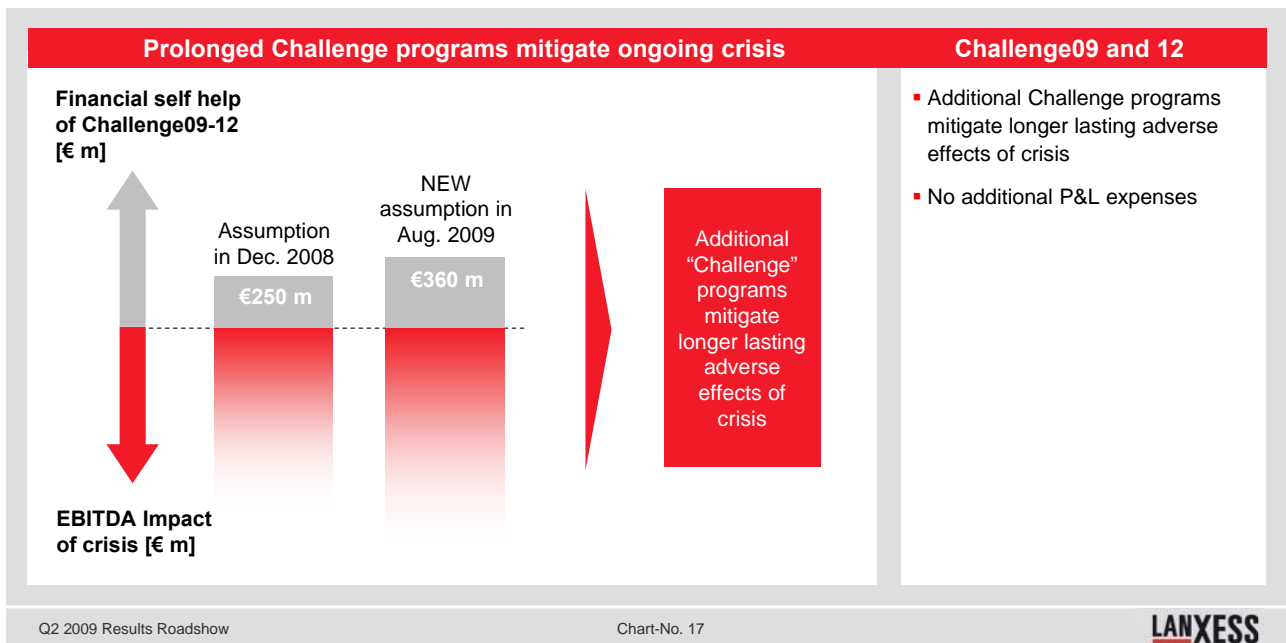 Prolonged Challenge programs mitigate ongoing crisis
Financial self help
of Challenge09-12
[€ m]
Assumption
in Dec. 2008
NEW
assumption in
Aug. 2009
€250 m
€360 m
EBITDA Impact
of crisis [€ m]
Additional
“Challenge”
programs
mitigate
longer lasting
adverse
effects of
crisis
Challenge09 and 12
▪ Additional Challenge programs
mitigate longer lasting adverse
effects of crisis
▪ No additional P&L expenses
Q2 2009 Results Roadshow
Chart-No. 17
LANXESS